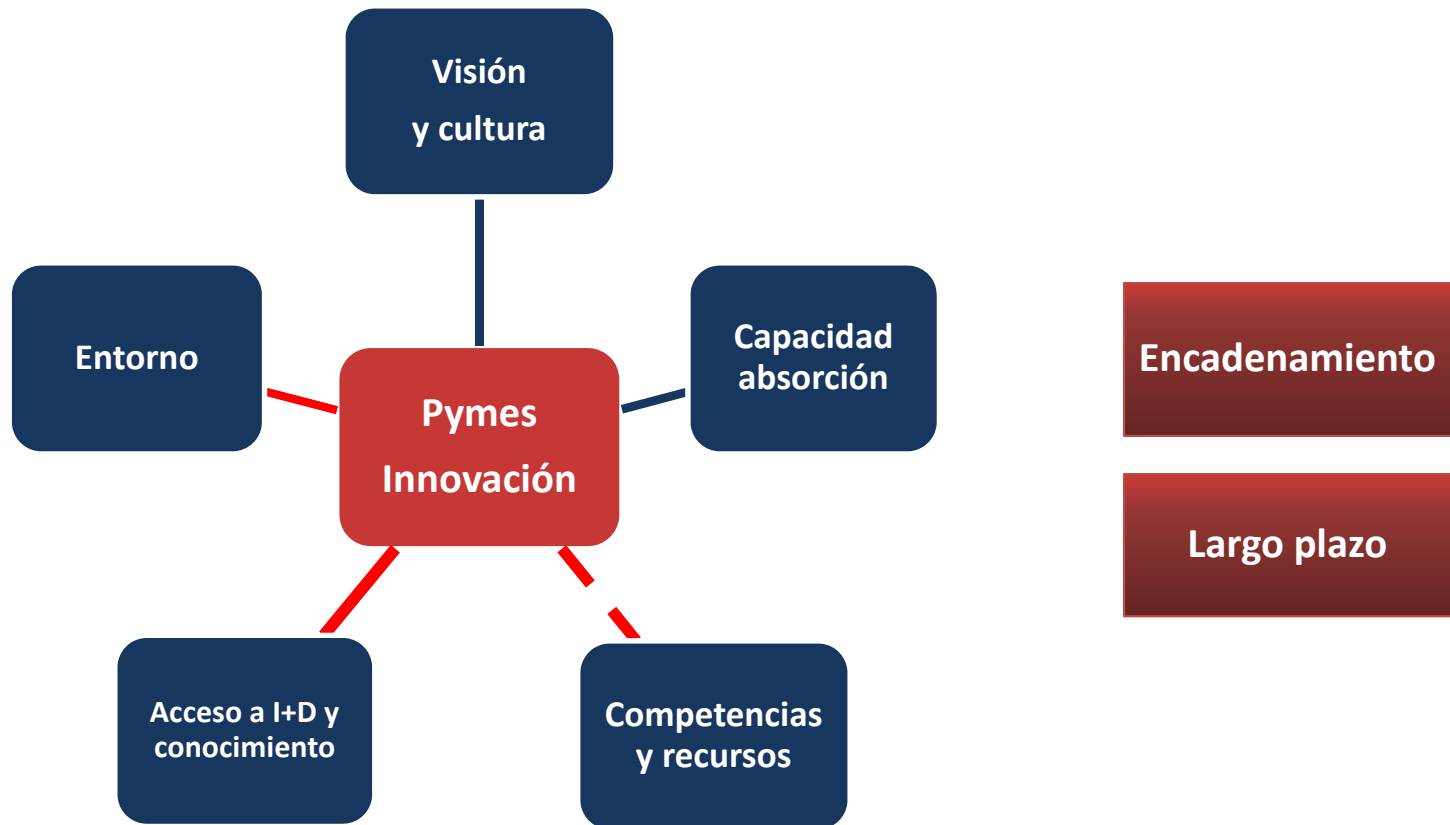 Visión
y cultura
Entorno
Capacidad
absorción
Pymes
Innovación
Acceso a I+D y
conocimiento
Competencias
y recursos
Encadenamiento
Largo plazo